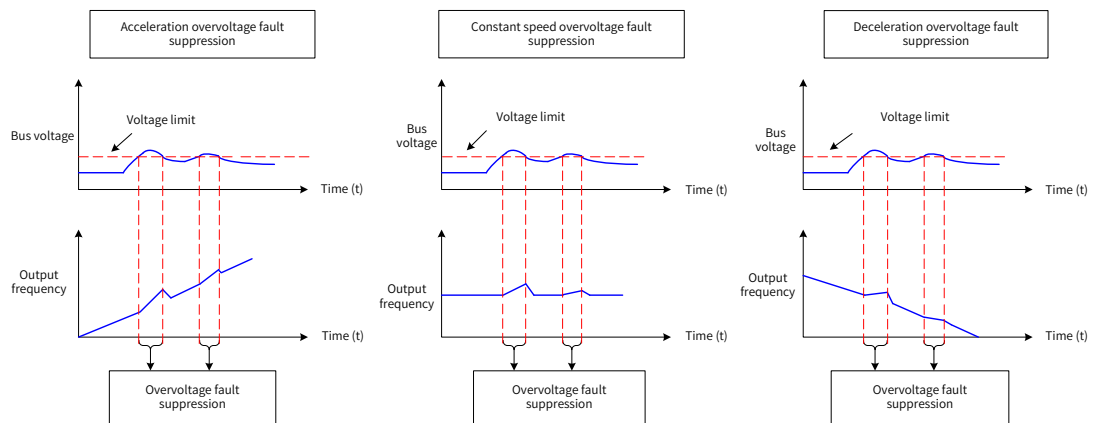 Acceleration overvoltage fault
suppression
Voltage limit
Bus voltage
Time (t)
Output
frequency
Time (t)
Overvoltage fault
suppression
Constant speed overvoltage fault
suppression
Voltage limit
Bus
voltage
Time (t)
Output
frequency
Time (t)
Overvoltage fault
suppression
Deceleration overvoltage fault
suppression
Voltage limit
Bus
voltage
Time (t)
Output
frequency
Time (t)
Overvoltage fault
suppression